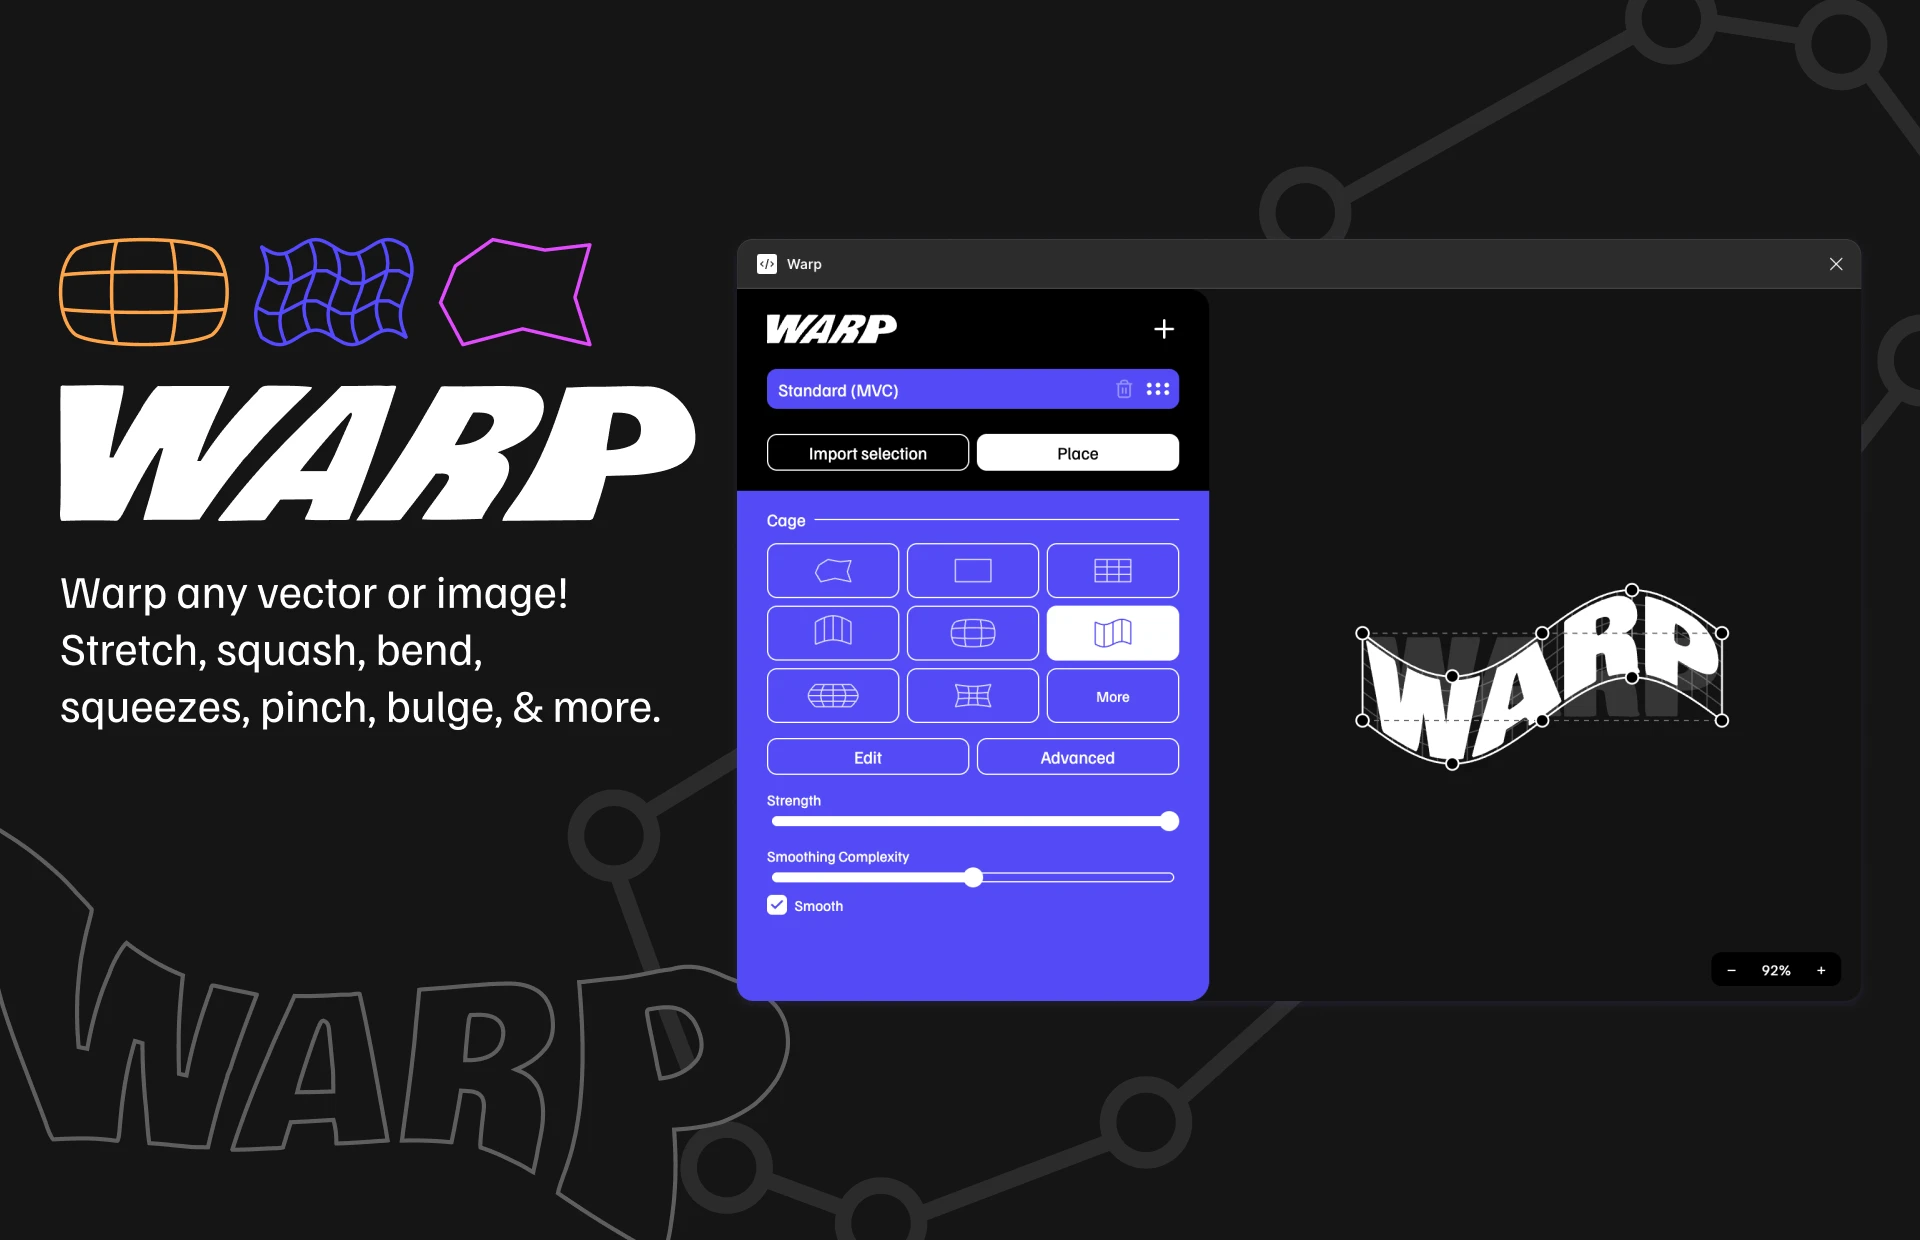 WARP
Warp any vector or image!
Stretch, squash, bend,
squeezes, pinch, bulge, & more.
Warp
WARP
Standard (MVC)
Import selection
Place
Cage
More
Edit
Advanced
Strength
Smoothing Complexity
Smooth
WARP
WARP
92%
WARP